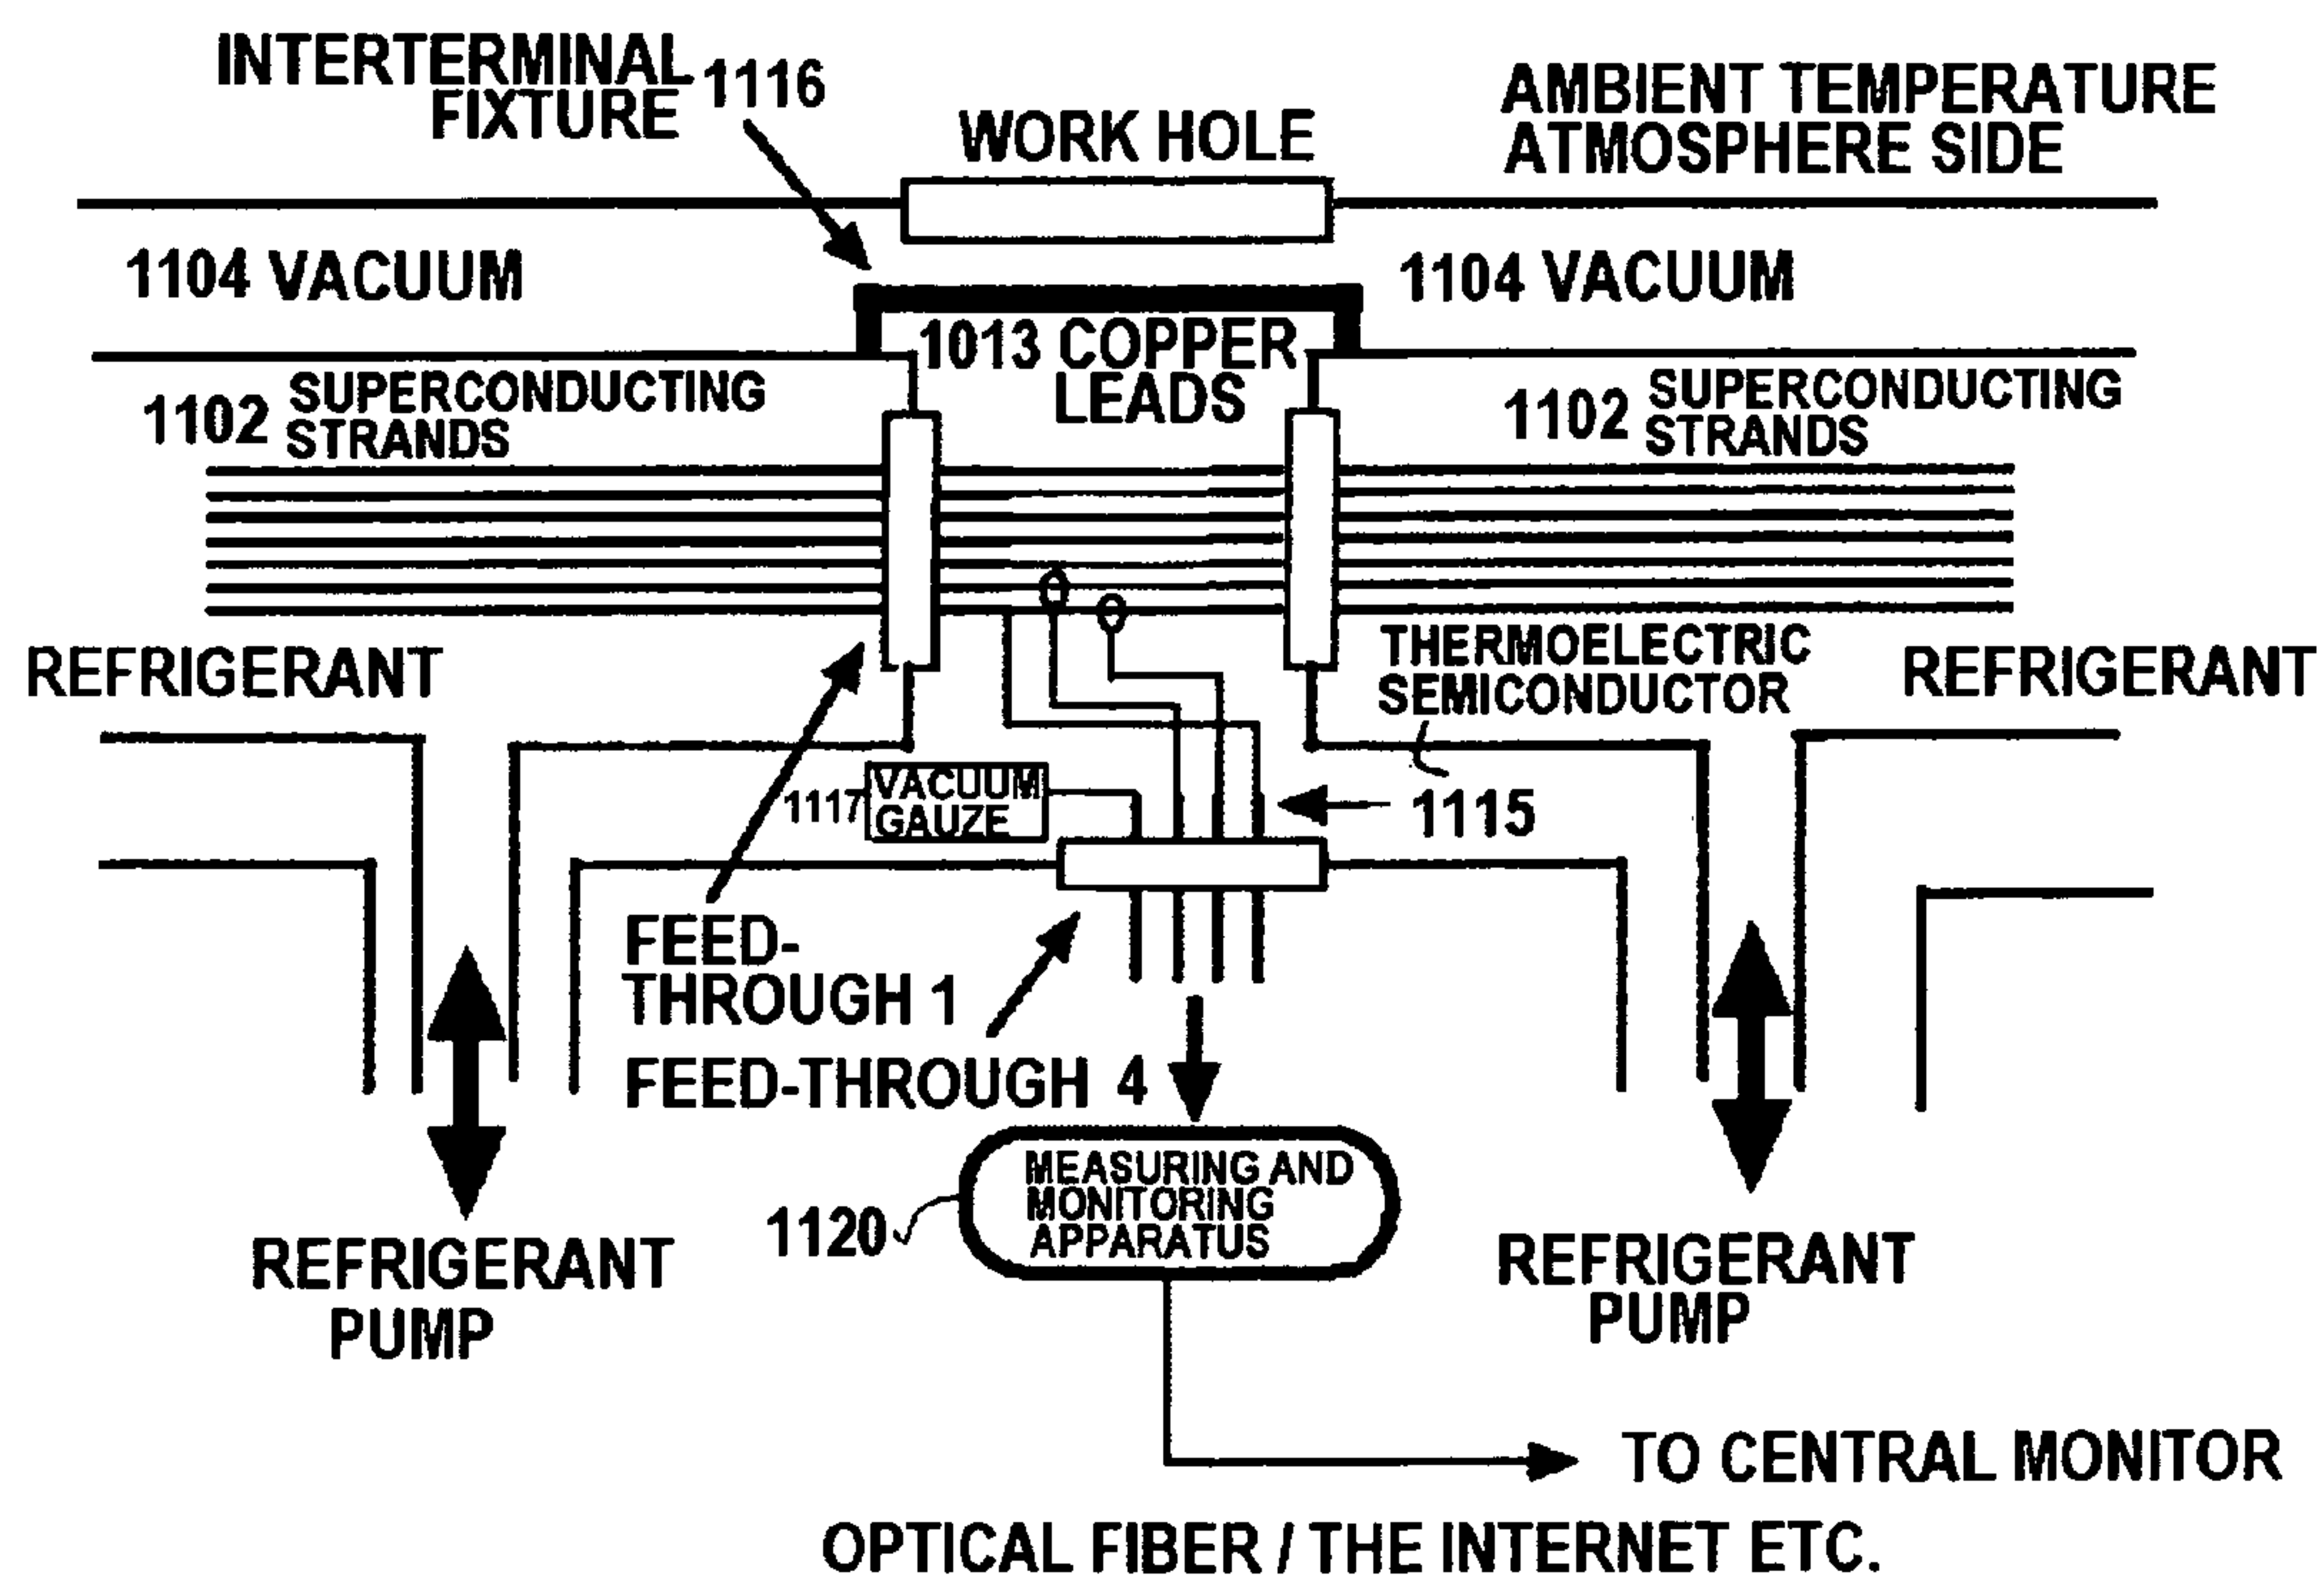 INTERTERMINAL
FIXTURE
1116
WORK HOLE
AMBIENT TEMPERATURE
ATMOSPHERE SIDE
1104 VACUUM
1104 VACUUM
1013 COPPER
LEADS
1102 SUPERCONDUCTING
STRANDS
1102 SUPERCONDUCTING
STRANDS
REFRIGERANT
THERMOELECTRIC
SEMICONDUCTOR
REFRIGERANT
1117
VACUUM
GAUZE
1115
FEED-
THROUGH 1
FEED-THROUGH 4
MEASURING AND
MONITORING
APPARATUS
1120
REFRIGERANT
PUMP
REFRIGERANT
PUMP
TO CENTRAL MONITOR
OPTICAL FIBER / THE INTERNET ETC.